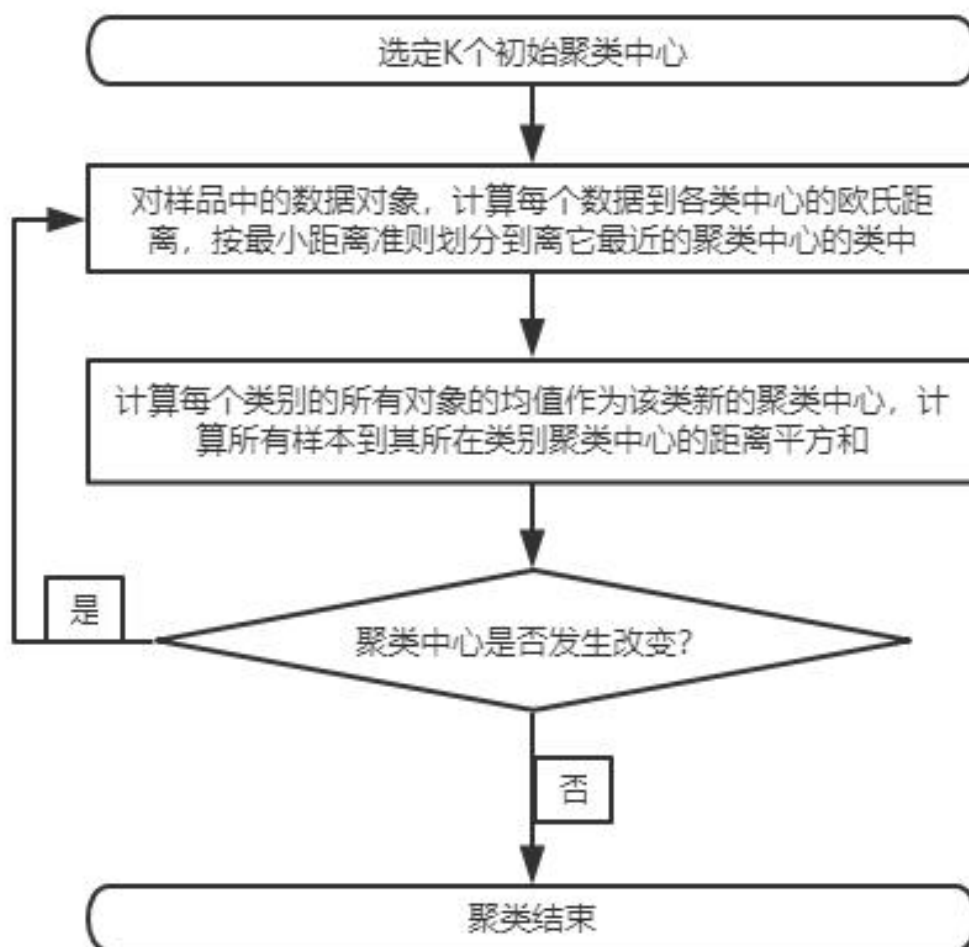 选定K个初始聚类中心
对样品中的数据对象，计算每个数据到各类中心的欧氏距
离，按最小距离准则划分到离它最近的聚类中心的类中
计算每个类别的所有对象的均值作为该类新的聚类中心，计
算所有样本到其所在类别聚类中心的距离平方和
是
聚类中心是否发生改变？
否
聚类结束